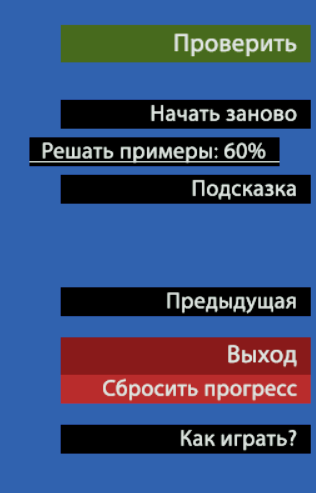 Проверить
Начать заново
Решать примеры: 60%
Подсказка
Предыдущая
Выход
Сбросить прогресс
Как играть?